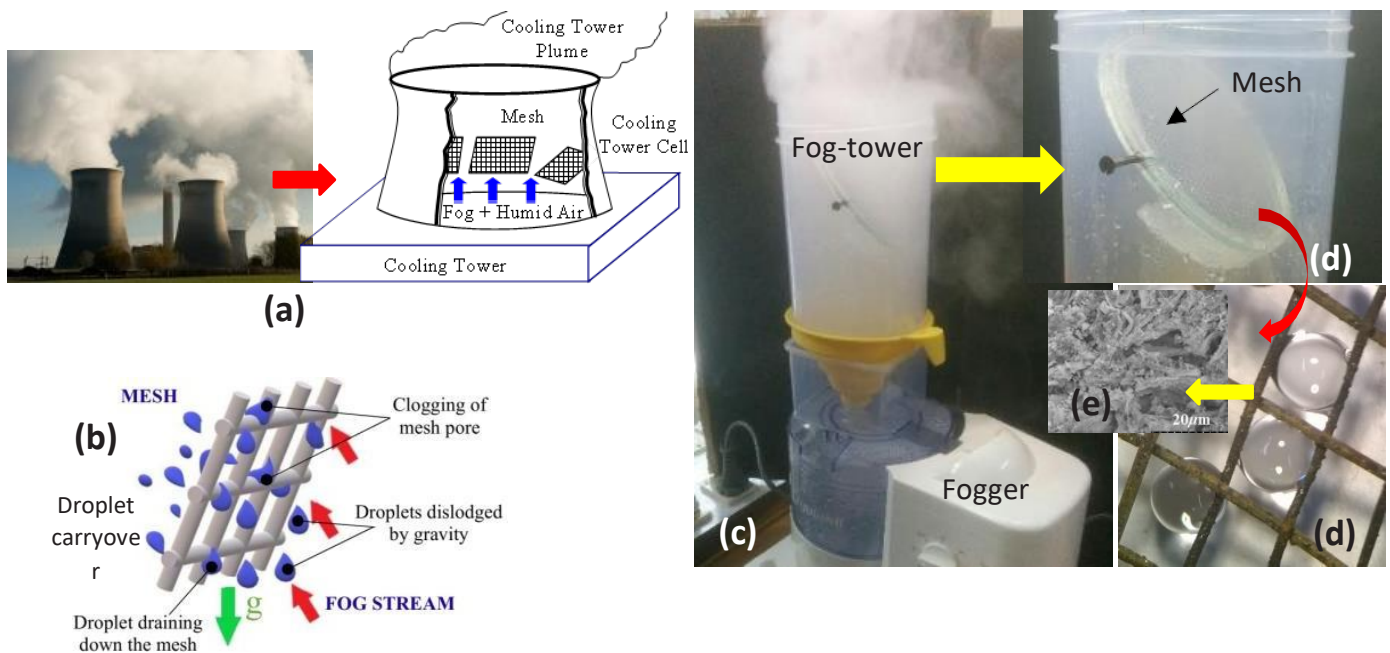 Cooling Tower
Plume
Mesh
Cooling
Tower Cell
Fog + Humid Air
Cooling Tower
(a)
MESH
(b)
Clogging of
mesh pore
Droplet
carryove
r
Droplets dislodged
by gravity
FOG STREAM
g
Droplet draining
down the mesh
Fog-tower
Fogger
(c)
Mesh
(d)
(e)
20µm
(d)